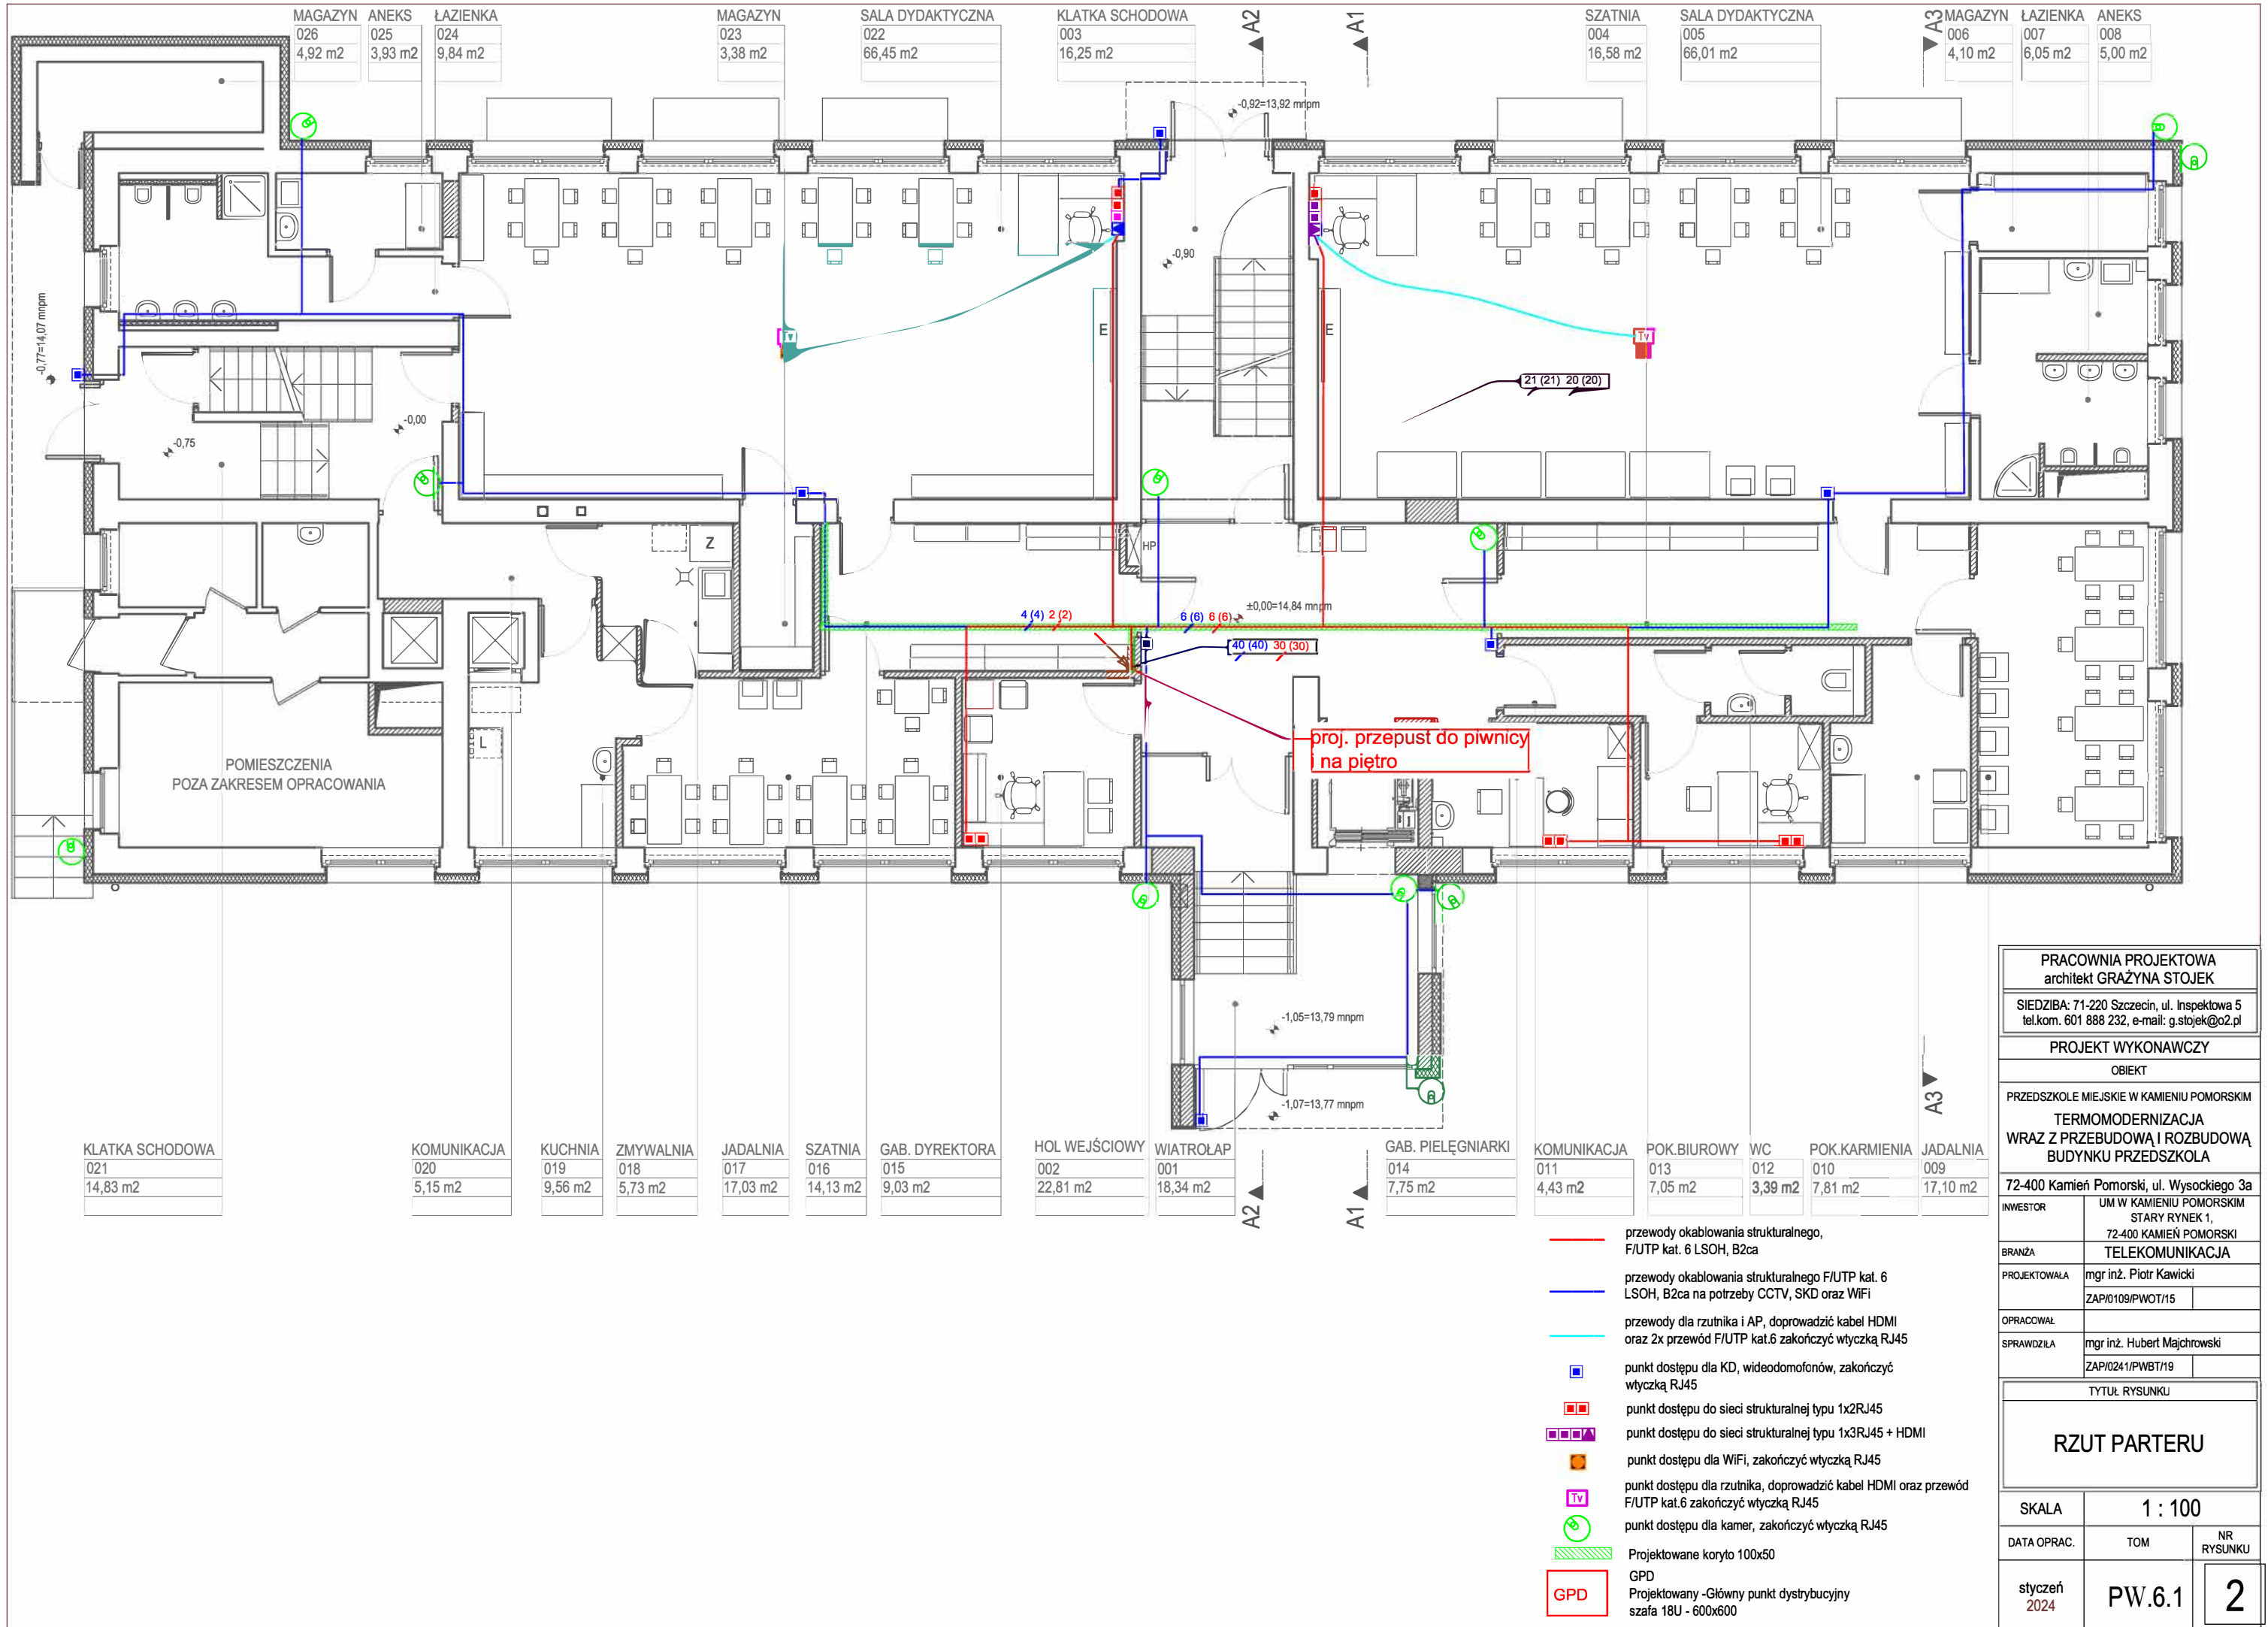 MAGAZYN
026
4,92 m2
ANEKS
025
3,93 m2
ŁAZIENKA
024
9,84 m2
MAGAZYN
023
3,38 m2
SALA DYDAKTYCZNA
022
66,45 m2
KLATKA SCHODOWA
003
16,25 m2
A2
A1
SZATNIA
004
16,58 m2
SALA DYDAKTYCZNA
005
66,01 m2
A3
MAGAZYN
006
4,10 m2
ŁAZIENKA
007
6,05 m2
ANEKS
008
5,00 m2
-0,92=13,92 mnpm
-0,90
-0,77=14,07 mnpm
E
E
Tv
21 (21) 20 (20)
-0,00
-0,75
Z
HP
4 (4) 2 (2)
6 (6) 6 (6)
±0,00=14,84 mnpm
40 (40) 30 (30)
proj. przepust do piwnicy
i na piętro
L
POMIESZCZENIA
POZA ZAKRESEM OPRACOWANIA
-1,05=13,79 mnpm
-1,07=13,77 mnpm
KLATKA SCHODOWA
021
14,83 m2
KOMUNIKACJA
020
5,15 m2
KUCHNIA
019
9,56 m2
ZMYWALNIA
018
5,73 m2
JADALNIA
017
17,03 m2
SZATNIA
016
14,13 m2
GAB. DYREKTORA
015
9,03 m2
HOL WEJŚCIOWY
002
22,81 m2
WIATROŁAP
001
18,34 m2
A2
A1
GAB. PIELĘGNIARKI
014
7,75 m2
KOMUNIKACJA
011
4,43 m2
POK.BIUROWY
013
7,05 m2
WC
012
3,39 m2
POK.KARMIENIA
010
7,81 m2
JADALNIA
009
17,10 m2
A3
przewody okablowania strukturalnego,
F/UTP kat. 6 LSOH, B2ca
przewody okablowania strukturalnego F/UTP kat. 6
LSOH, B2ca na potrzeby CCTV, SKD oraz WiFi
przewody dla rzutnika i AP, doprowadzić kabel HDMI
oraz 2x przewód F/UTP kat.6 zakończyć wtyczką RJ45
punkt dostępu dla KD, wideodomofonów, zakończyć
wtyczką RJ45
punkt dostępu do sieci strukturalnej typu 1x2RJ45
punkt dostępu do sieci strukturalnej typu 1x3RJ45 + HDMI
punkt dostępu dla WiFi, zakończyć wtyczką RJ45
Tv
punkt dostępu dla rzutnika, doprowadzić kabel HDMI oraz przewód
F/UTP kat.6 zakończyć wtyczką RJ45
punkt dostępu dla kamer, zakończyć wtyczką RJ45
Projektowane koryto 100x50
GPD
GPD
Projektowany -Główny punkt dystrybucyjny
szafa 18U - 600x600
PRACOWNIA PROJEKTOWA
architekt GRAŻYNA STOJEK
SIEDZIBA: 71-220 Szczecin, ul. Inspektowa 5
tel.kom. 601 888 232, e-mail: g.stojek@o2.pl
PROJEKT WYKONAWCZY
OBIEKT
PRZEDSZKOLE MIEJSKIE W KAMIENIU POMORSKIM
TERMOMODERNIZACJA
WRAZ Z PRZEBUDOWĄ I ROZBUDOWĄ
BUDYNKU PRZEDSZKOLA
72-400 Kamień Pomorski, ul. Wysockiego 3a
INWESTOR
UM W KAMIENIU POMORSKIM
STARY RYNEK 1,
72-400 KAMIEŃ POMORSKI
BRANŻA
TELEKOMUNIKACJA
PROJEKTOWAŁA
mgr inż. Piotr Kawicki
ZAP/0109/PWOT/15
OPRACOWAŁ
SPRAWDZIŁA
mgr inż. Hubert Majchrowski
ZAP/0241/PWBT/19
TYTUŁ RYSUNKU
RZUT PARTERU
SKALA
1 : 100
DATA OPRAC.
TOM
NR
RYSUNKU
styczeń
2024
PW.6.1
2